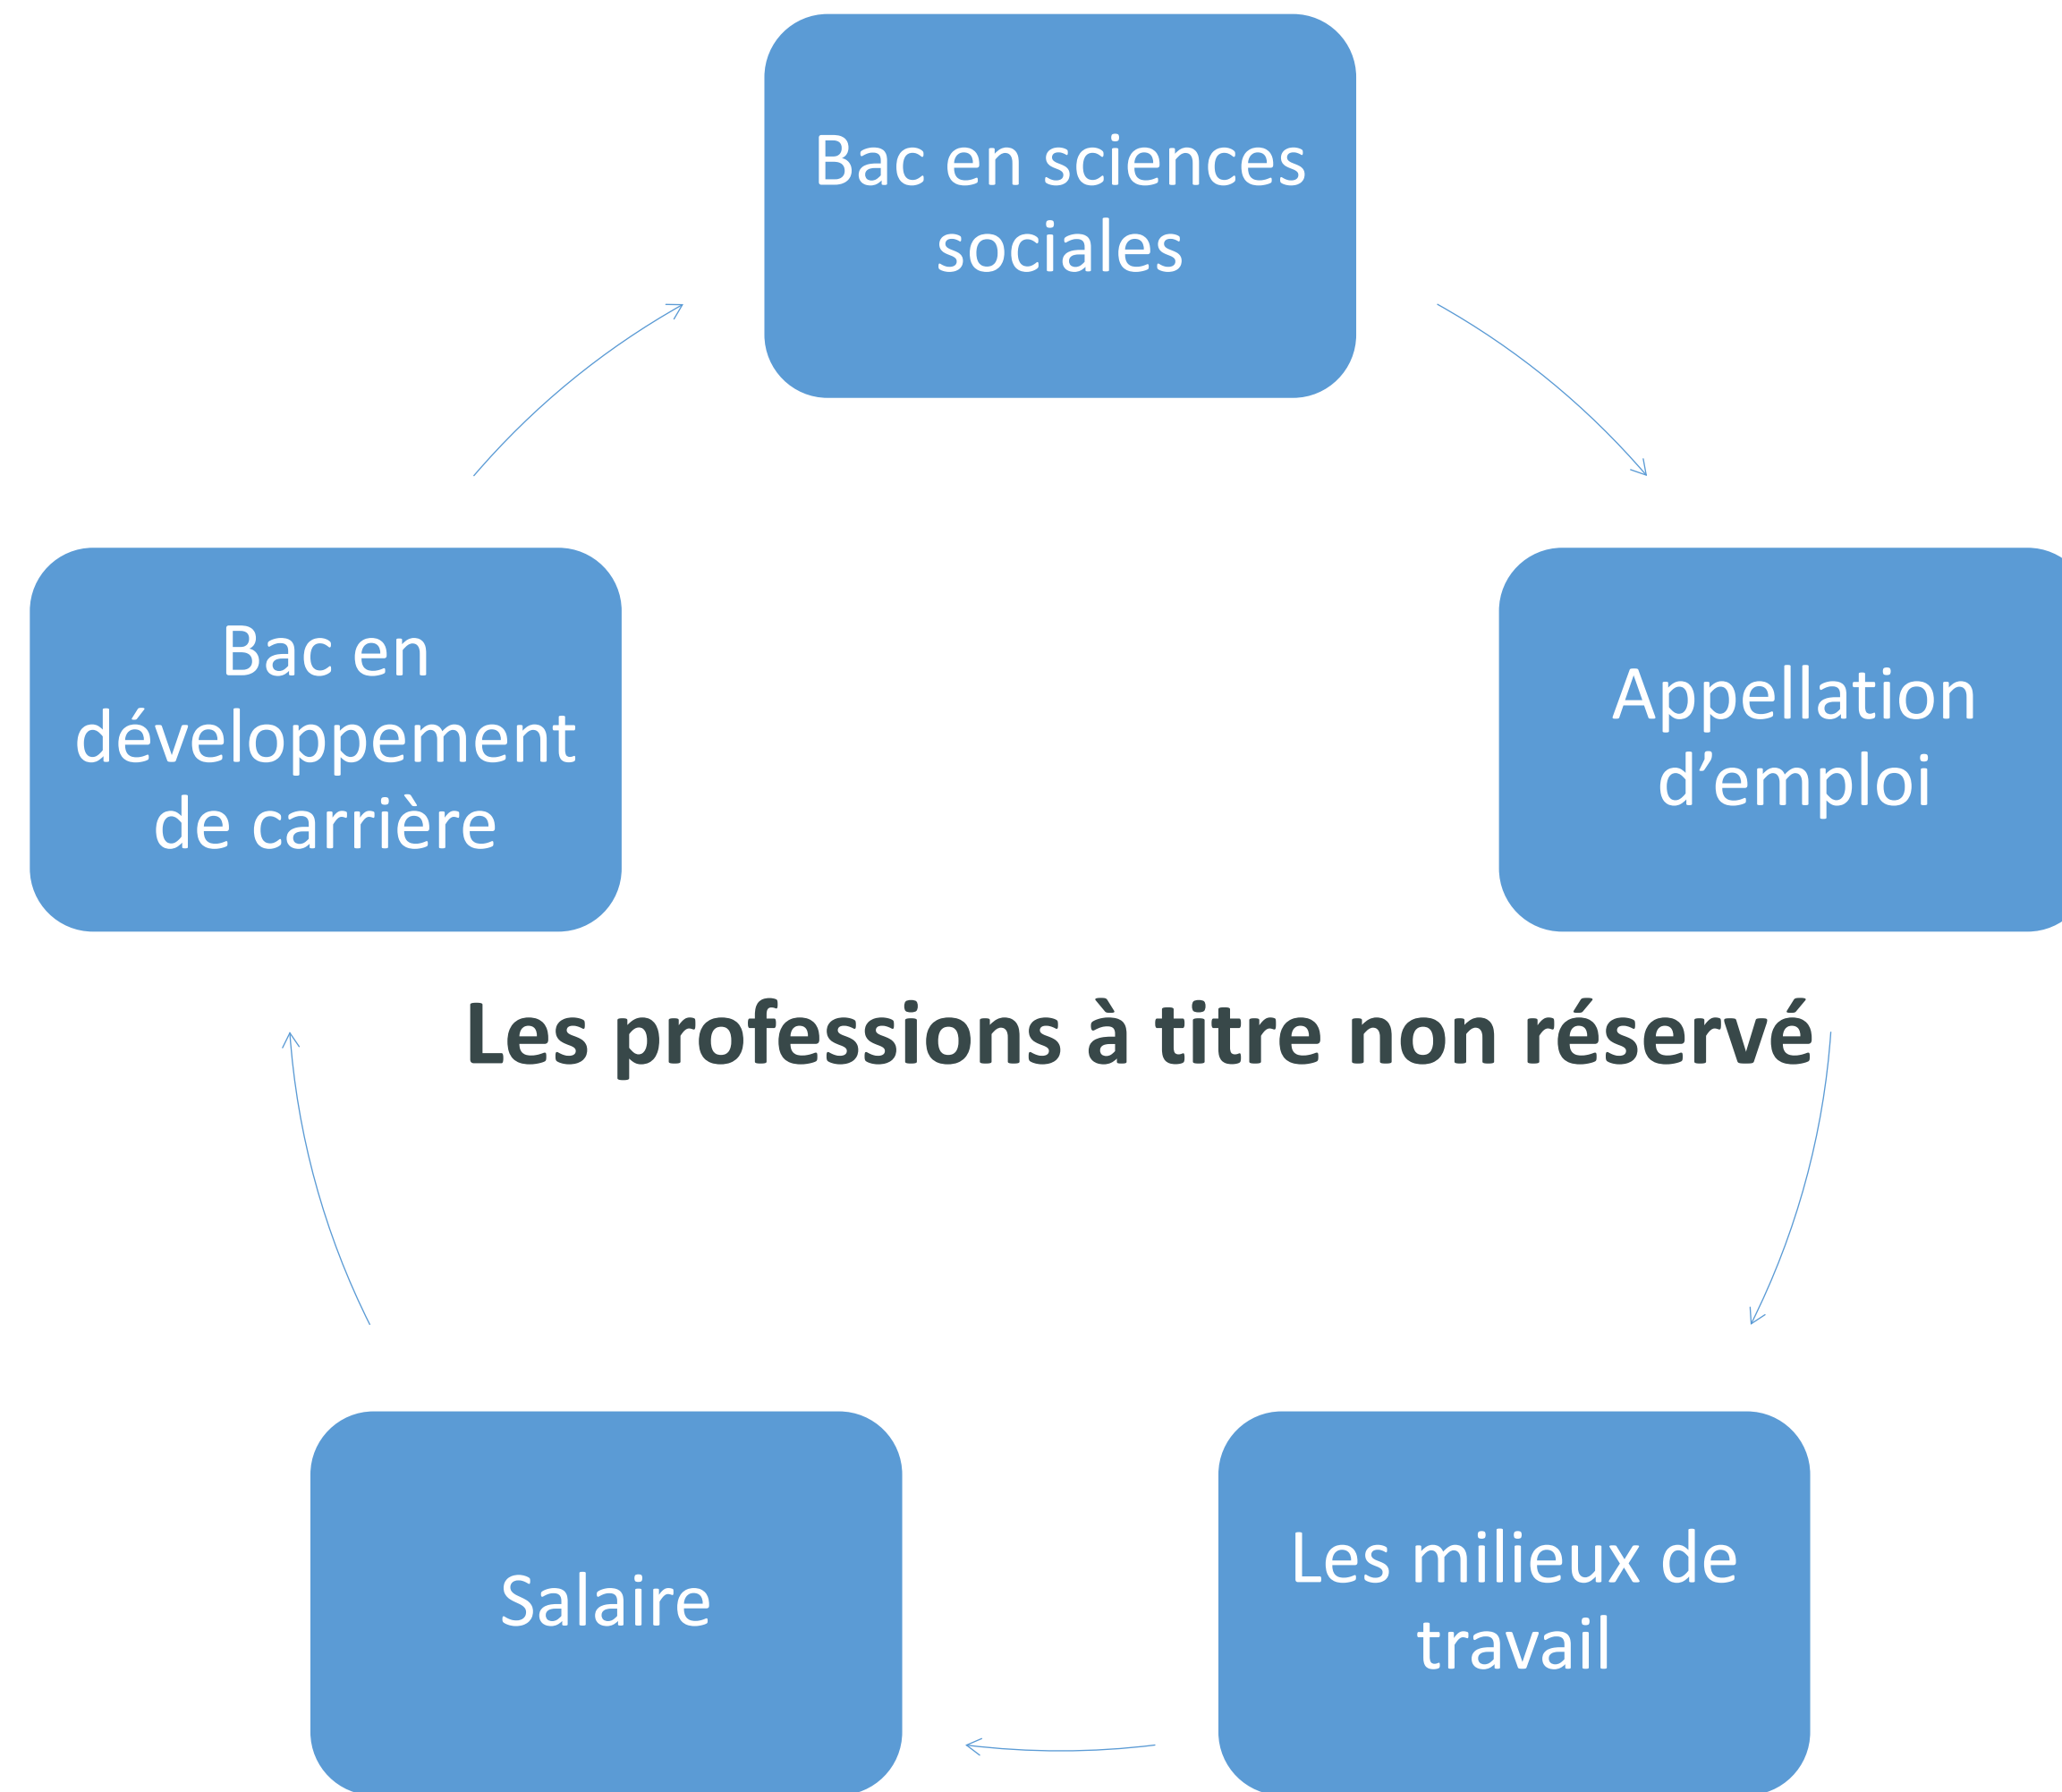 Bac en sciences
sociales
Bac en
développement
de carrière
Appellation
d’emploi
Les professions à titre non réservé
Salaire
Les milieux de
travail